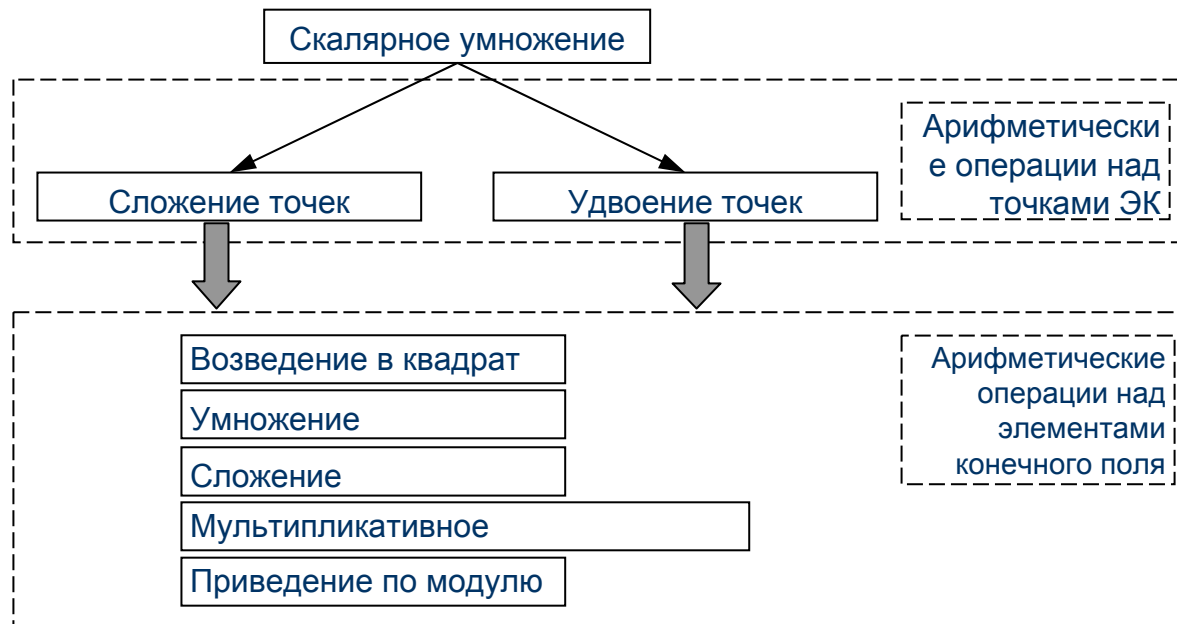 Скалярное умножение
Арифметически
е операции над
точками ЭК
Сложение точек
Удвоение точек
Возведение в квадрат
Умножение
Сложение
Мультипликативное
Приведение по модулю
Арифметические
операции над
элементами
конечного поля